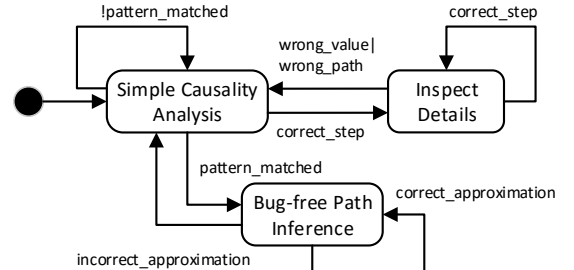 !pattern_matched
correct_step
wrong_value|
wrong_path
Simple Causality
Analysis
Inspect
Details
correct_step
pattern_matched
Bug-free Path
Inference
correct_approximation
incorrect_approximation